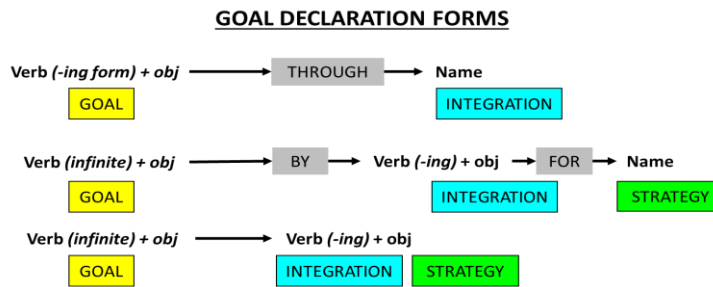 GOAL DECLARATION FORMS
Verb (-ing form) + obj THROUGH Name
GOAL INTEGRATION
Verb (infinite) + obj BY Verb (-ing) + obj FOR Name
GOAL INTEGRATION STRATEGY
Verb (infinite) + obj Verb (-ing) + obj
GOAL INTEGRATION STRATEGY